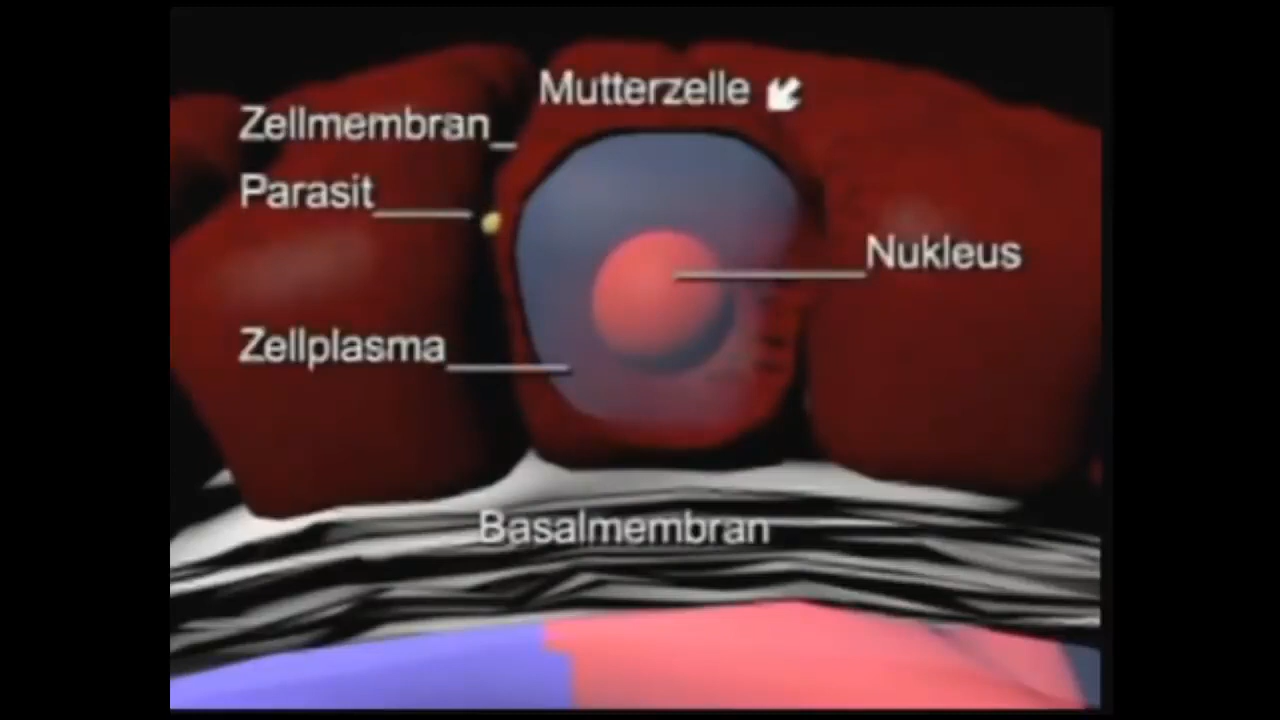 Mutterzelle
Zellmembran
Parasit
Nukleus
Zellplasma
Basalmembran